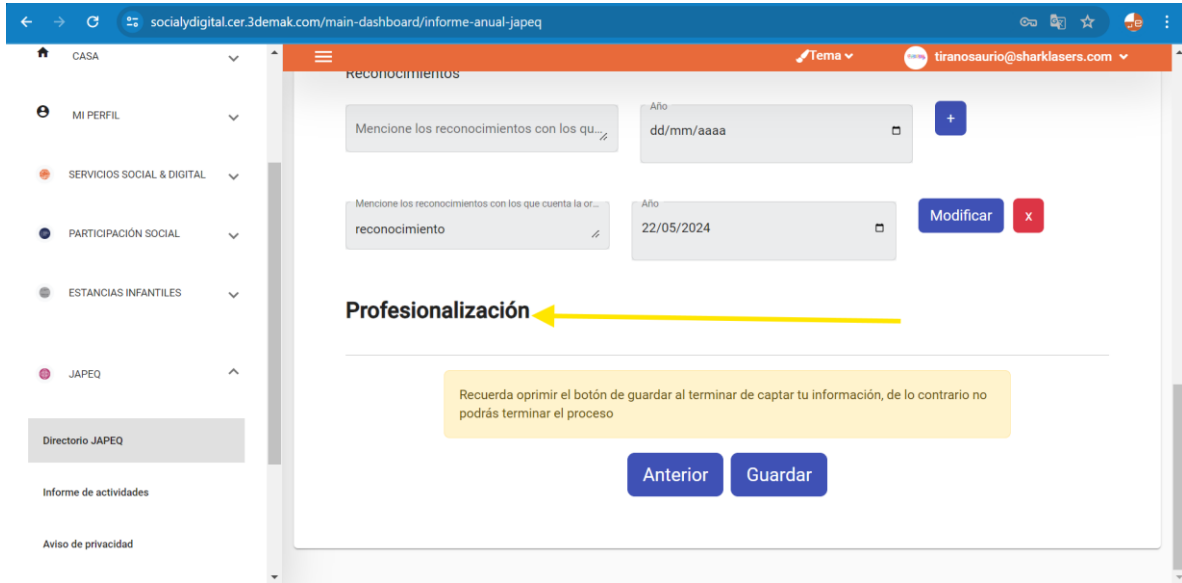 socialydigital.cer.3demak.com/main-dashboard/informe-anual-japeq
CASA
MI PERFIL
SERVICIOS SOCIAL & DIGITAL
PARTICIPACIÓN SOCIAL
ESTANCIAS INFANTILES
JAPEQ
Directorio JAPEQ
Informe de actividades
Aviso de privacidad
Tema
tiranosaurio@sharklasers.com
Reconocimientos
Mencione los reconocimientos con los qu...
Año
dd/mm/aaaa
+
Mencione los reconocimientos con los que cuenta la or...
reconocimiento
Año
22/05/2024
Modificar
x
Profesionalización
Recuerda oprimir el botón de guardar al terminar de captar tu información, de lo contrario no
podrás terminar el proceso
Anterior
Guardar